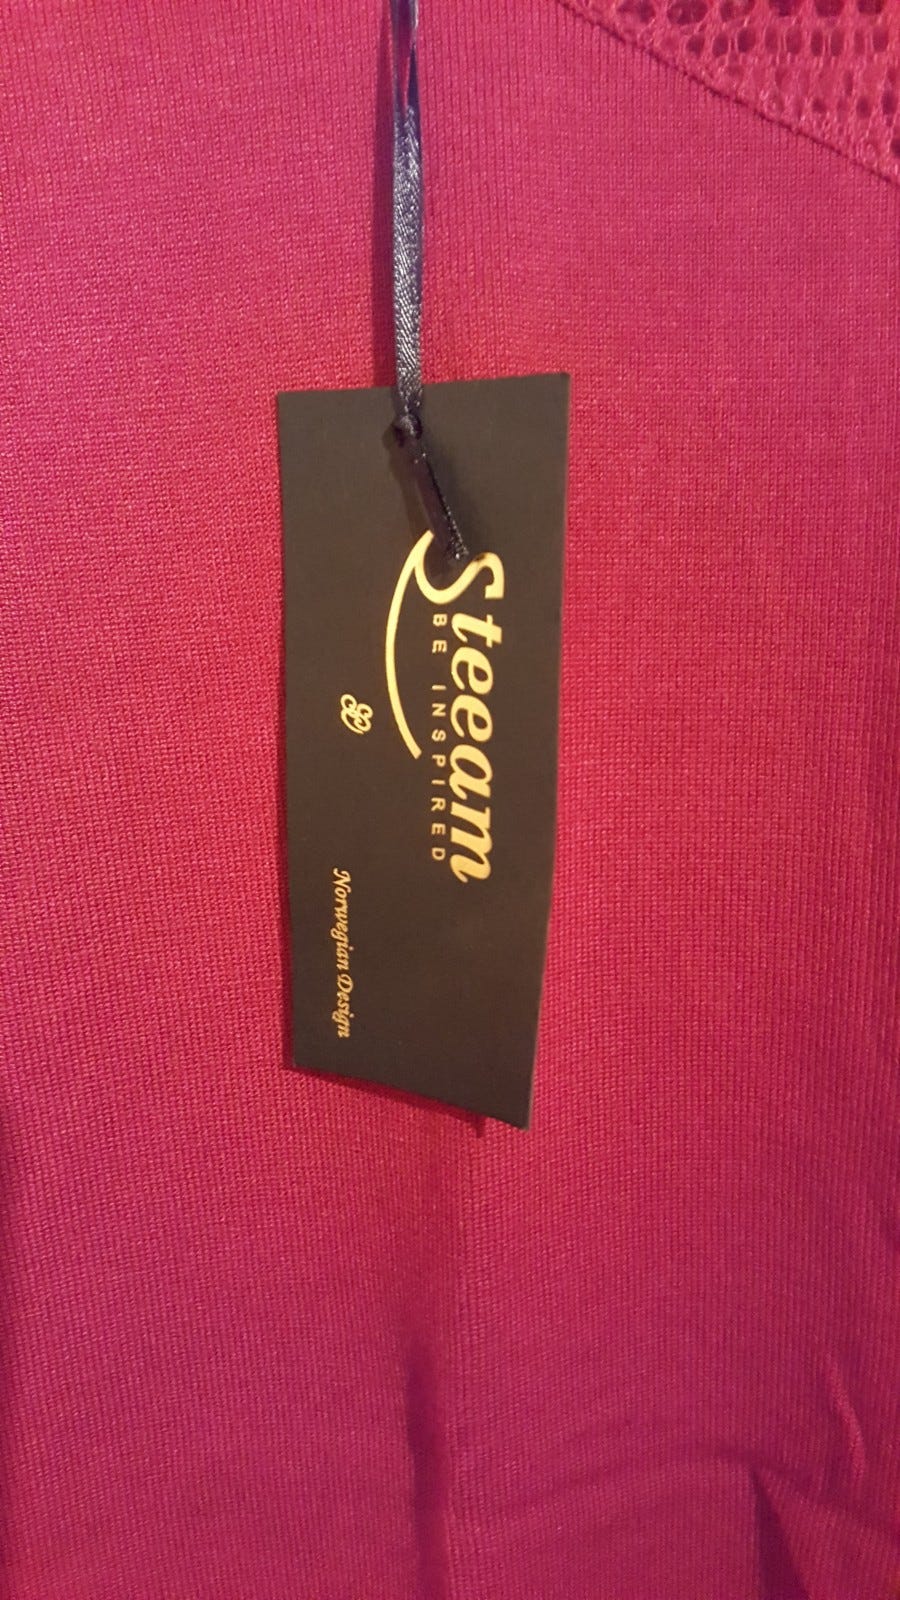 Steeam
BE INSPIRED
Norwegian Design